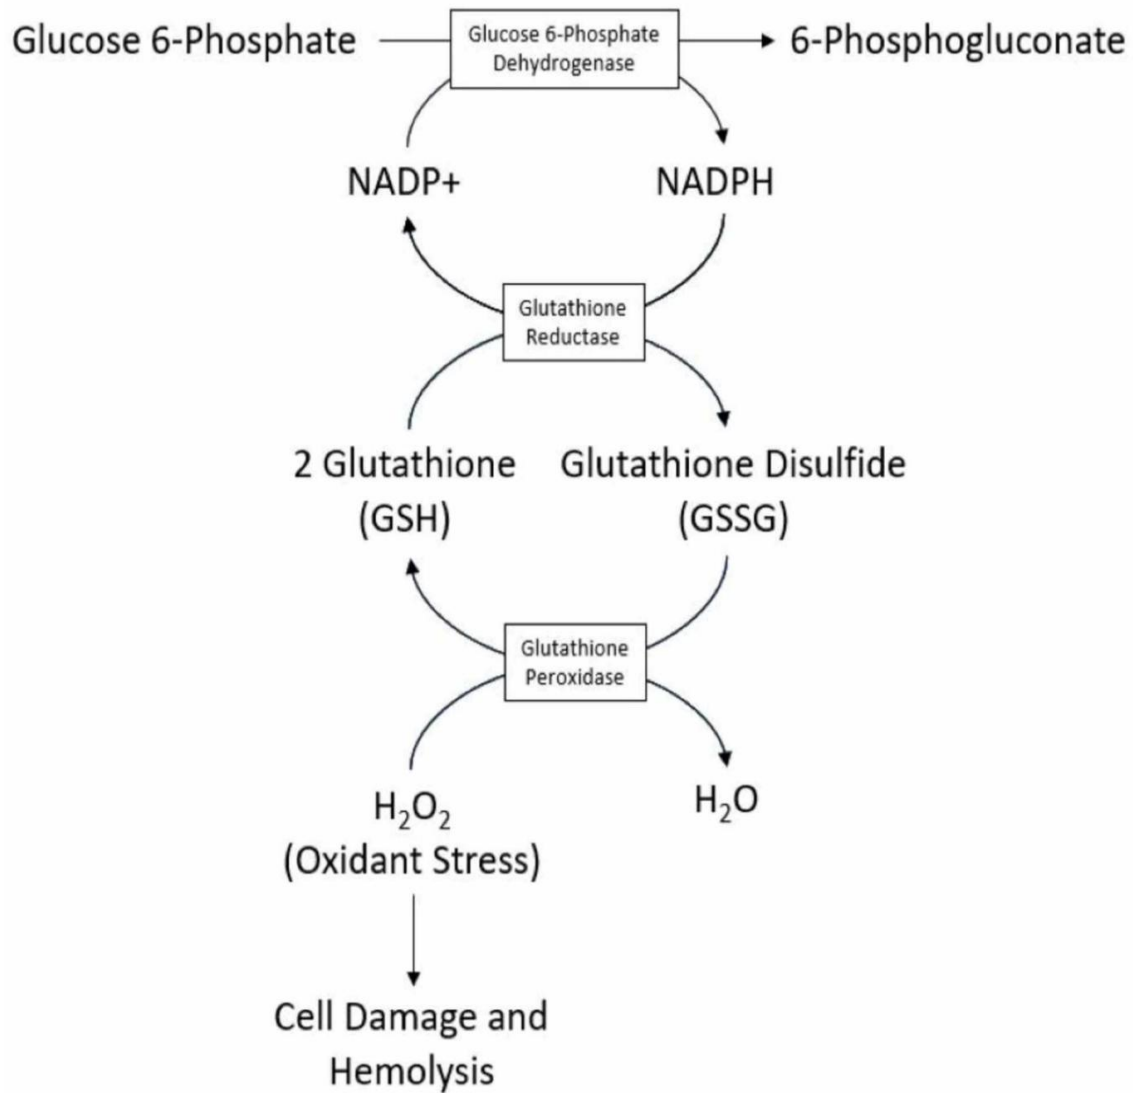 Glucose 6-Phosphate
Glucose 6-Phosphate
Dehydrogenase
6-Phosphogluconate
NADP+
NADPH
Glutathione
Reductase
2 Glutathione
(GSH)
Glutathione Disulfide
(GSSG)
Glutathione
Peroxidase
H₂O₂
(Oxidant Stress)
H₂O
Cell Damage and
Hemolysis